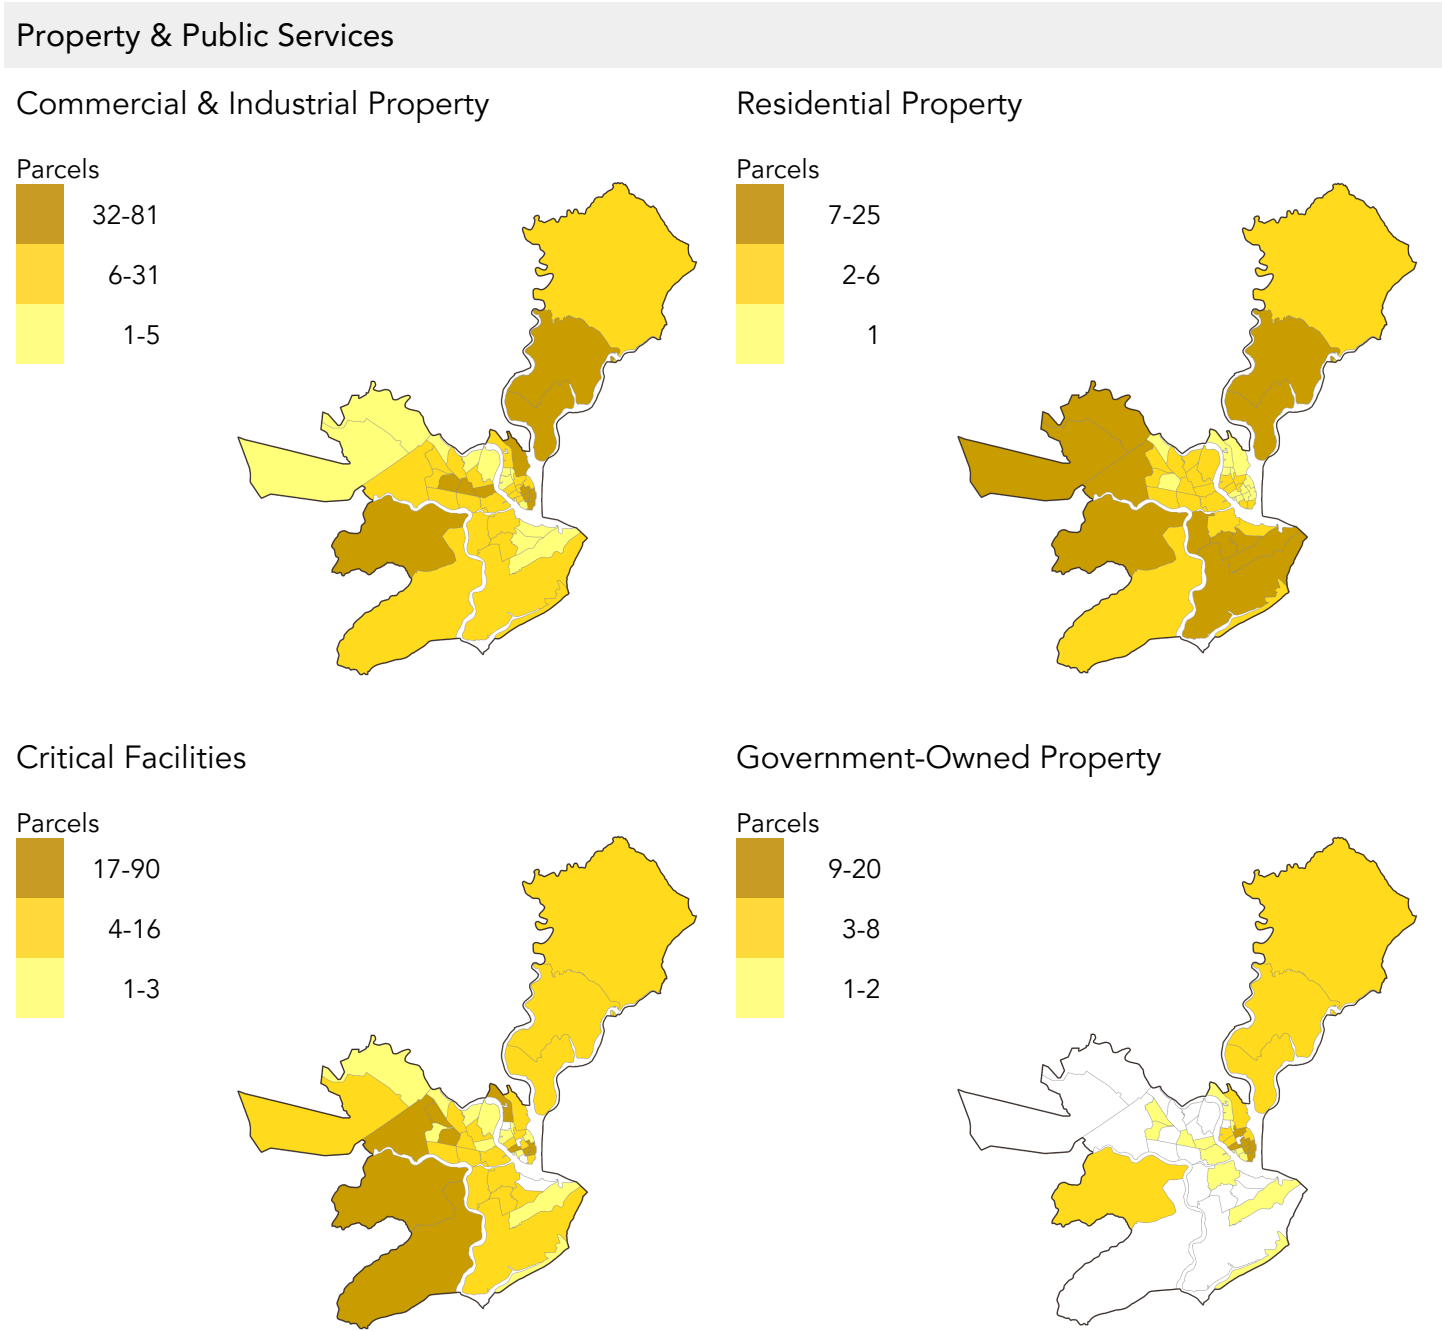 Property & Public Services
Commercial & Industrial Property
Parcels
32-81
6-31
1-5
Residential Property
Parcels
7-25
2-6
1
Critical Facilities
Parcels
17-90
4-16
1-3
Government-Owned Property
Parcels
9-20
3-8
1-2